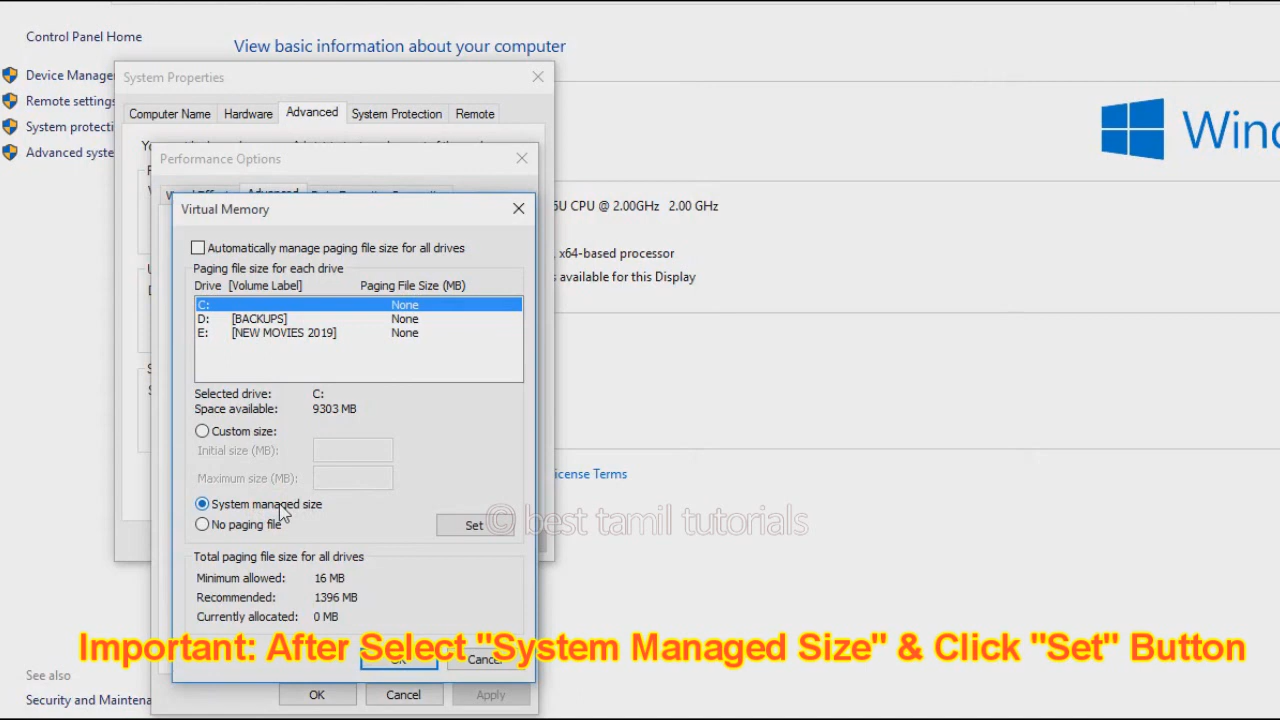 Control Panel Home
View basic information about your computer
Device Manage
Remote settings
System protecti
Advanced syste
System Properties
Computer Name Hardware Advanced System Protection Remote
Performance Options
Advanced
Virtual Memory
Automatically manage paging file size for all drives
Paging file size for each drive
Drive [Volume Label] Paging File Size (MB)
C: None
D: [BACKUPS] None
E: [NEW MOVIES 2019] None
Selected drive: C:
Space available: 9303 MB
Custom size:
Initial size (MB):
Maximum size (MB):
System managed size
No paging file
Set
Total paging file size for all drives
Minimum allowed: 16 MB
Recommended: 1396 MB
Currently allocated: 0 MB
OK Cancel
OK Cancel Apply
Wind
5U CPU @ 2.00GHz 2.00 GHz
x64-based processor
s available for this Display
icense Terms
© best tamil tutorials
Important: After Select "System Managed Size" & Click "Set" Button
See also
Security and Maintena